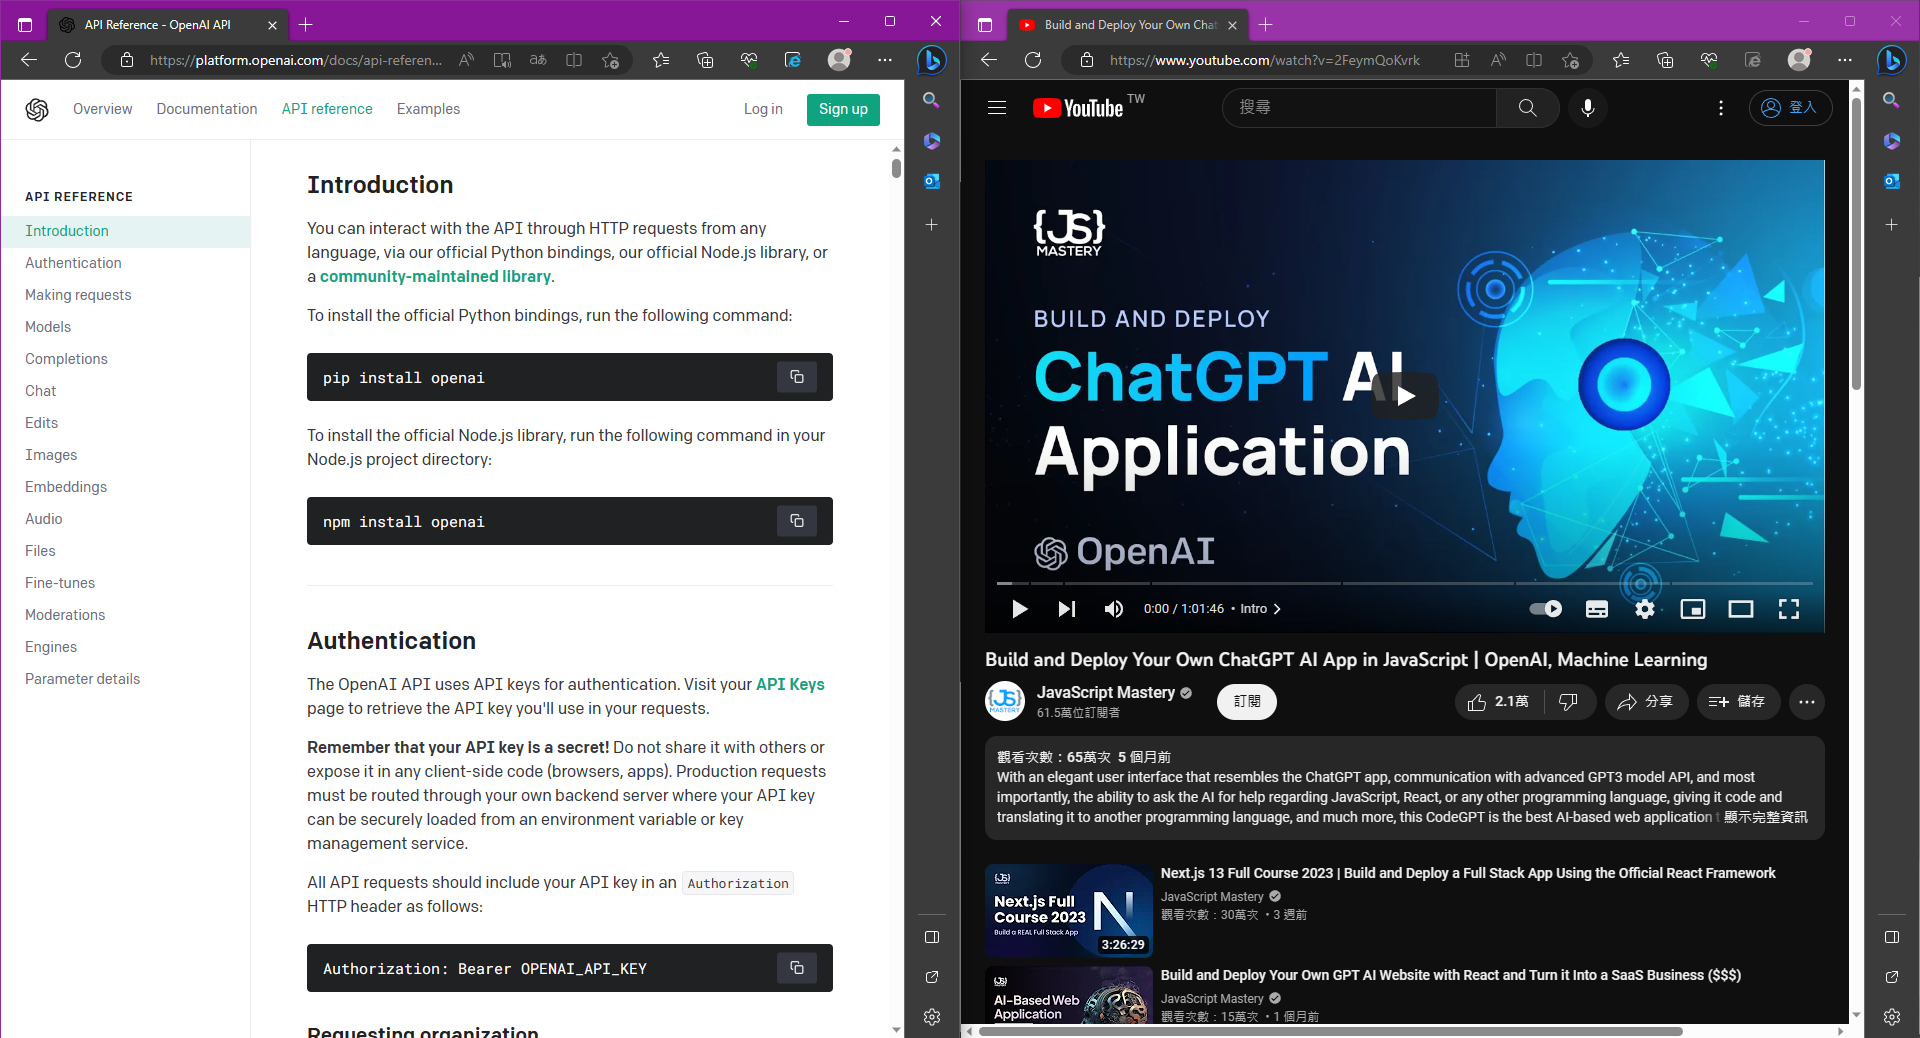 API Reference - OpenAI API
https://platform.openai.com/docs/api-referen...
Overview
Documentation
API reference
Examples
Log in
Sign up
API REFERENCE
Introduction
Authentication
Making requests
Models
Completions
Chat
Edits
Images
Embeddings
Audio
Files
Fine-tunes
Moderations
Engines
Parameter details
Introduction
You can interact with the API through HTTP requests from any
language, via our official Python bindings, our official Node.js library, or
a community-maintained library.
To install the official Python bindings, run the following command:
pip install openai
To install the official Node.js library, run the following command in your
Node.js project directory:
npm install openai
Authentication
The OpenAI API uses API keys for authentication. Visit your API Keys
page to retrieve the API key you'll use in your requests.
Remember that your API key is a secret! Do not share it with others or
expose it in any client-side code (browsers, apps). Production requests
must be routed through your own backend server where your API key
can be securely loaded from an environment variable or key
management service.
All API requests should include your API key in an Authorization
HTTP header as follows:
Authorization: Bearer OPENAI_API_KEY
Requesting organization
Build and Deploy Your Own Chat
https://www.youtube.com/watch?v=2FeymQoKvrk
YouTube TW
搜尋
登入
{JS}
MASTERY
BUILD AND DEPLOY
ChatGPT AI
Application
OpenAI
0:00 / 1:01:46 • Intro
Build and Deploy Your Own ChatGPT AI App in JavaScript | OpenAI, Machine Learning
{JS}
MASTERY
JavaScript Mastery
61.5萬位訂閱者
訂閱
2.1萬
分享
儲存
觀看次數：65萬次 5 個月前
With an elegant user interface that resembles the ChatGPT app, communication with advanced GPT3 model API, and most
importantly, the ability to ask the AI for help regarding JavaScript, React, or any other programming language, giving it code and
translating it to another programming language, and much more, this CodeGPT is the best AI-based web application t 顯示完整資訊
{JS}
Next.js Full
Course 2023
Build a REAL Full Stack App
N
3:26:29
Next.js 13 Full Course 2023 | Build and Deploy a Full Stack App Using the Official React Framework
JavaScript Mastery
觀看次數：30萬次 • 3 週前
{JS}
AI-Based Web
Application
Build and Deploy Your Own GPT AI Website with React and Turn it Into a SaaS Business ($$$)
JavaScript Mastery
觀看次數：15萬次 • 1 個月前